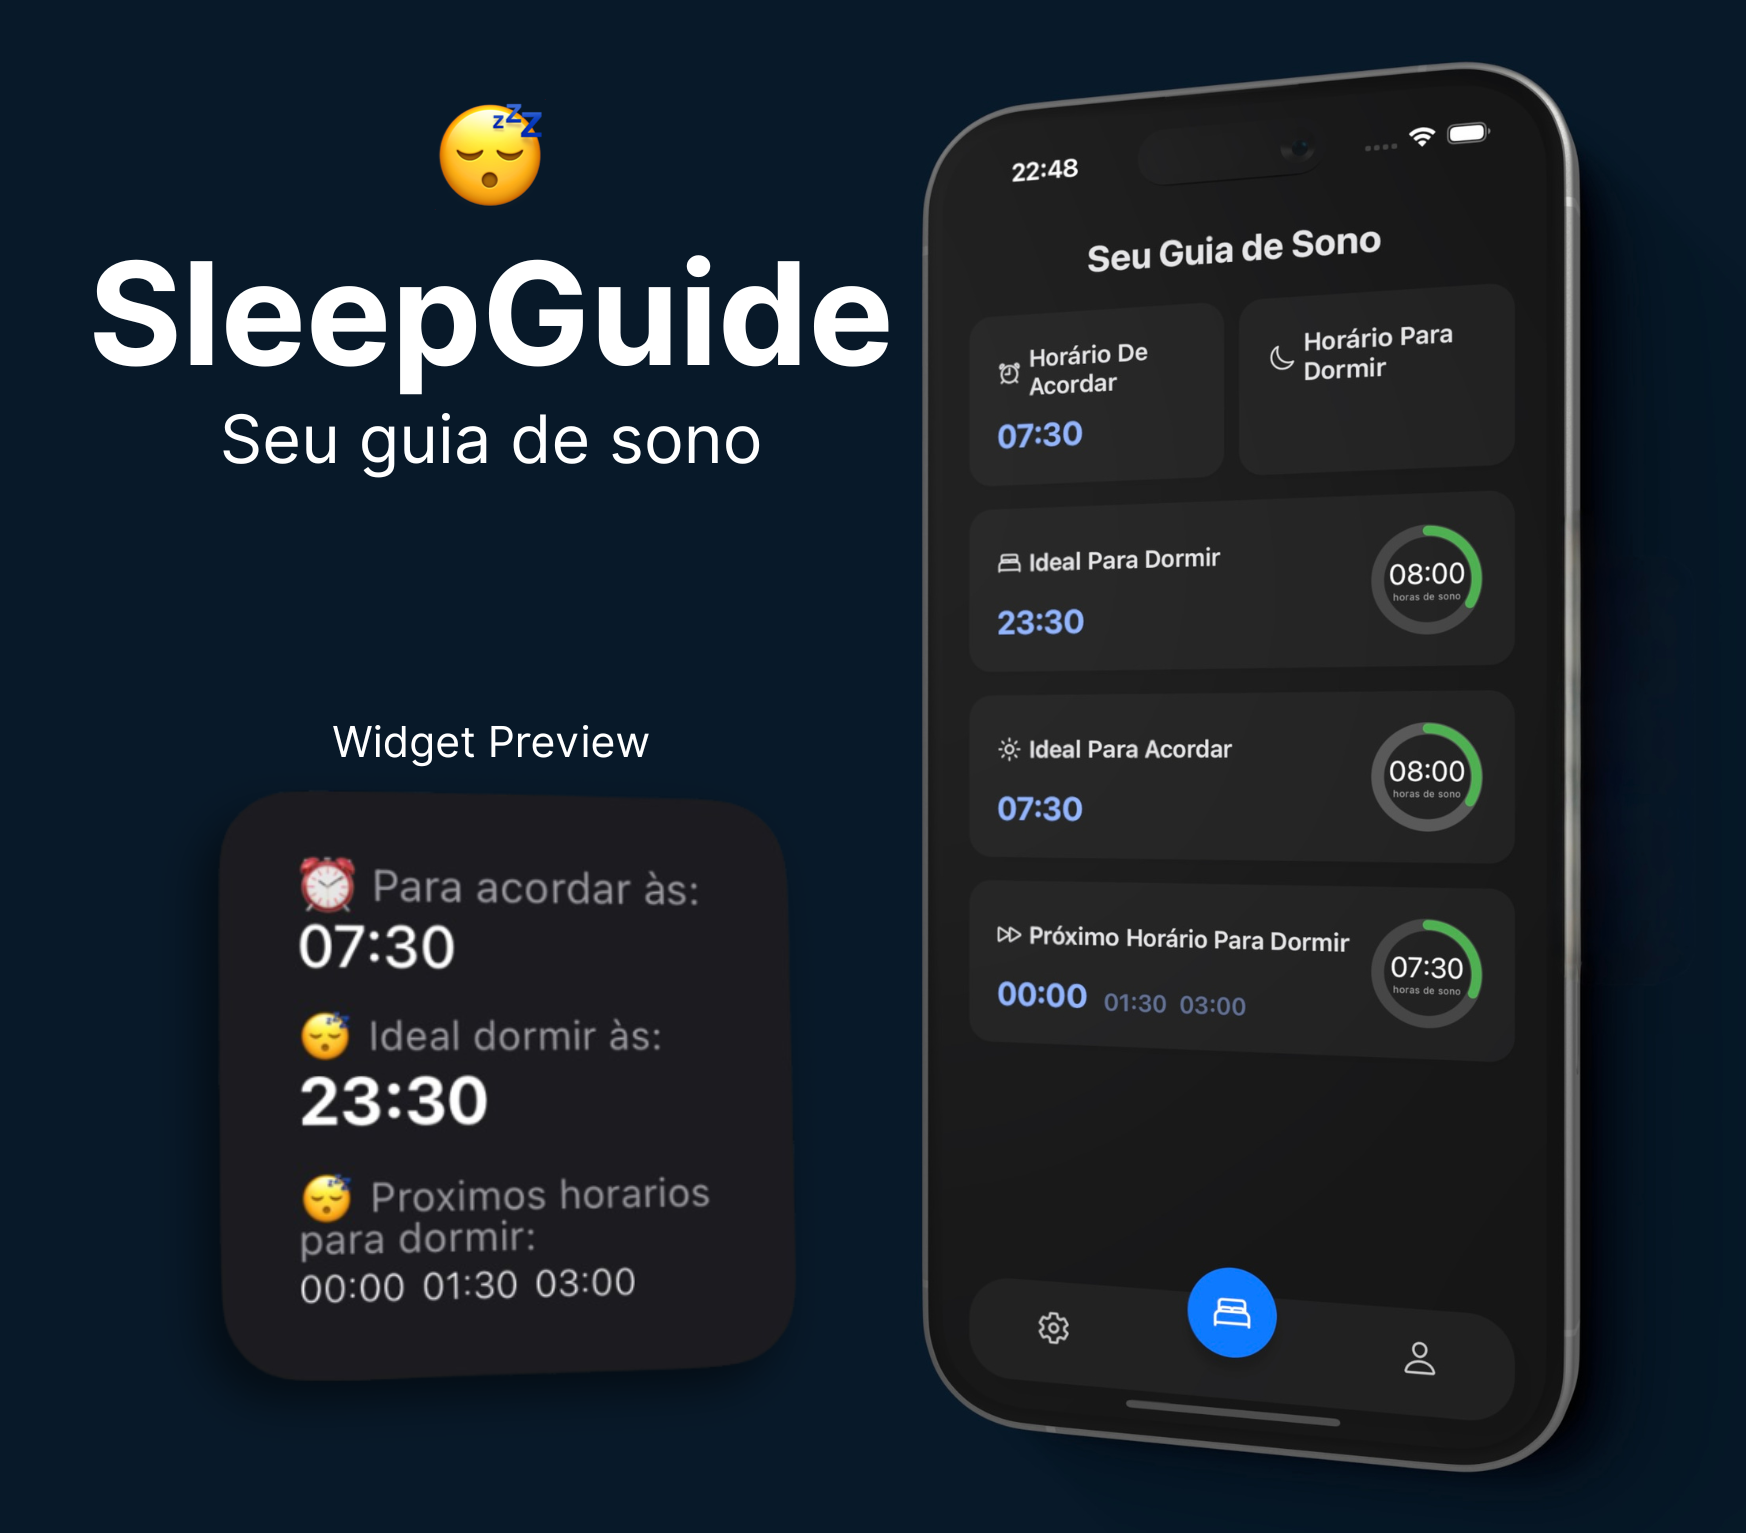 SleepGuide
Seu guia de sono
Widget Preview
Para acordar às:
07:30
Ideal dormir às:
23:30
Proximos horarios
para dormir:
00:00 01:30 03:00
22:48
Seu Guia de Sono
Horário De
Acordar
07:30
Horário Para
Dormir
Ideal Para Dormir
23:30
08:00
horas de sono
Ideal Para Acordar
07:30
08:00
horas de sono
Próximo Horário Para Dormir
00:00 01:30 03:00
07:30
horas de sono